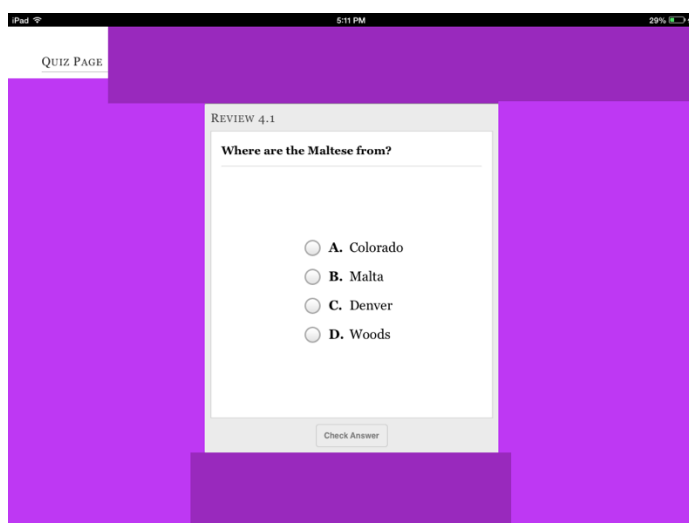 iPad 5:11 PM 29%
QUIZ PAGE
REVIEW 4.1
Where are the Maltese from?
A. Colorado
B. Malta
C. Denver
D. Woods
Check Answer